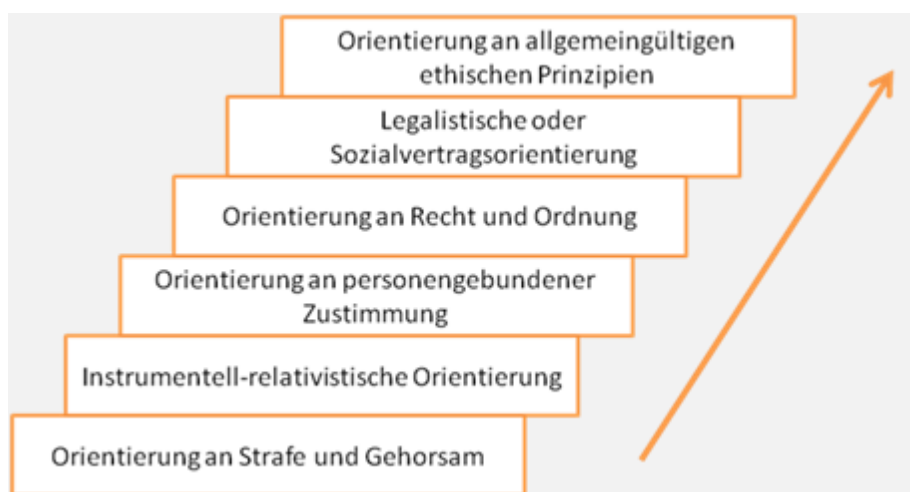 Orientierung an allgemeingültigen
ethischen Prinzipien
Legalistische oder
Sozialvertragsorientierung
Orientierung an Recht und Ordnung
Orientierung an personengebundener
Zustimmung
Instrumentell-relativistische Orientierung
Orientierung an Strafe und Gehorsam